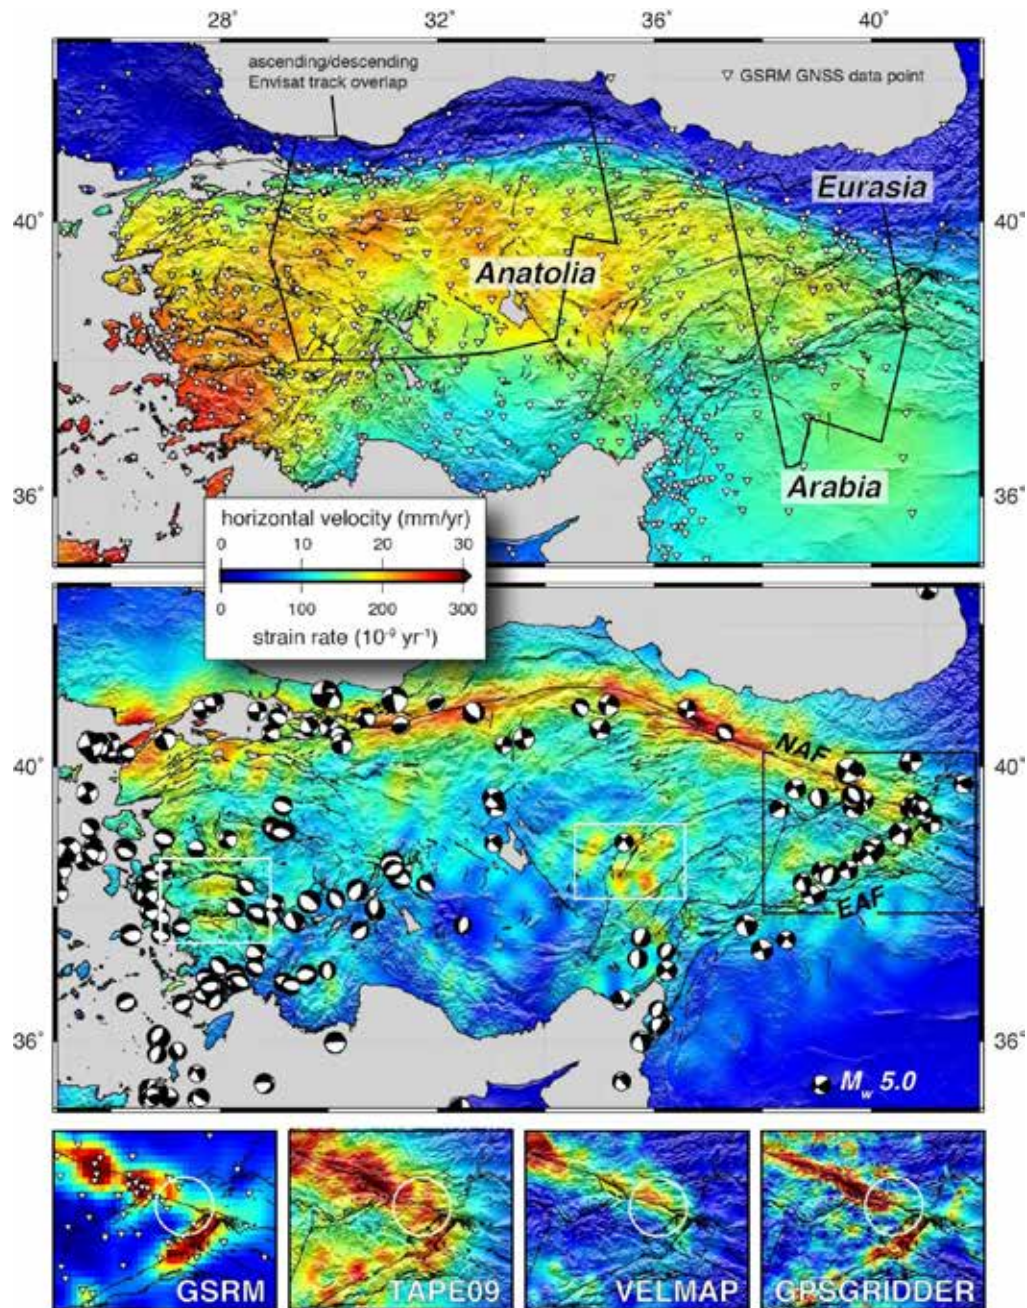 28° 32° 36° 40°
ascending/descending
Envisat track overlap
▽ GSRM GNSS data point
Eurasia
40° 40°
Anatolia
Arabia
36° 36°
horizontal velocity (mm/yr)
0 10 20 30
0 100 200 300
strain rate (10⁻⁹ yr⁻¹)
NAF
40° 40°
EAF
36° 36°
Mw 5.0
GSRM TAPE09 VELMAP GPSGRIDDER